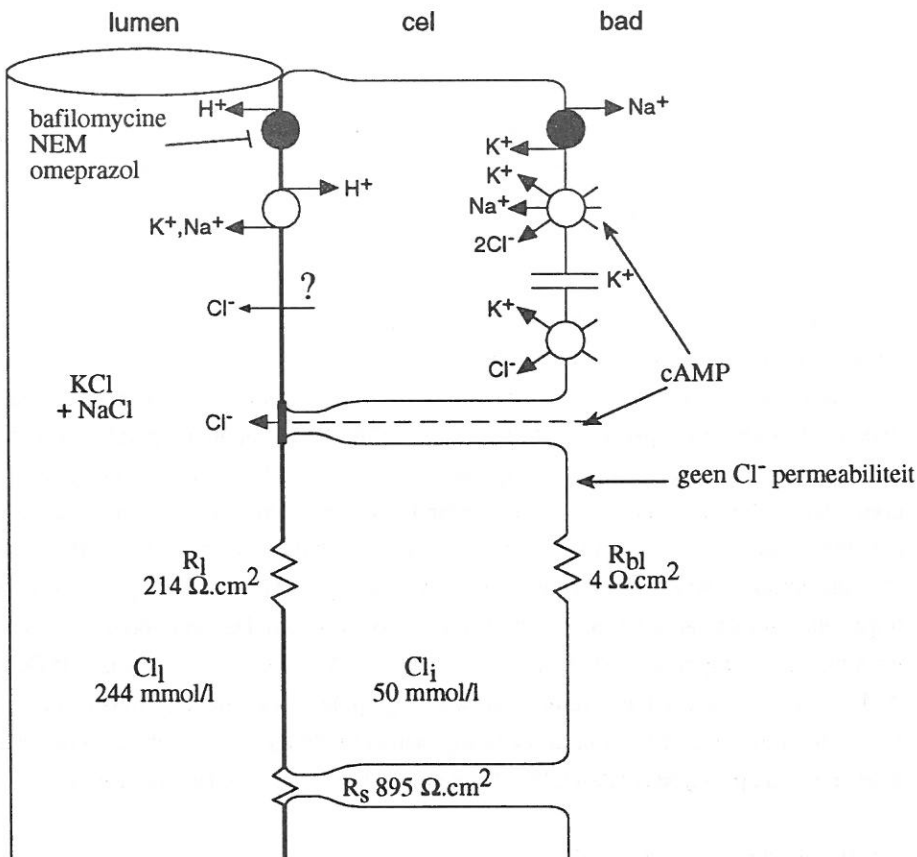 lumen
cel
bad
H⁺
bafilomycine
NEM
omeprazol
H⁺
K⁺,Na⁺
Cl⁻
?
KCl
+ NaCl
Cl⁻
Na⁺
K⁺
K⁺
Na⁺
2Cl⁻
K⁺
K⁺
Cl⁻
cAMP
geen Cl⁻ permeabiliteit
Rl
214 Ω.cm²
Rbl
4 Ω.cm²
Cll
244 mmol/l
Cli
50 mmol/l
Rs 895 Ω.cm²